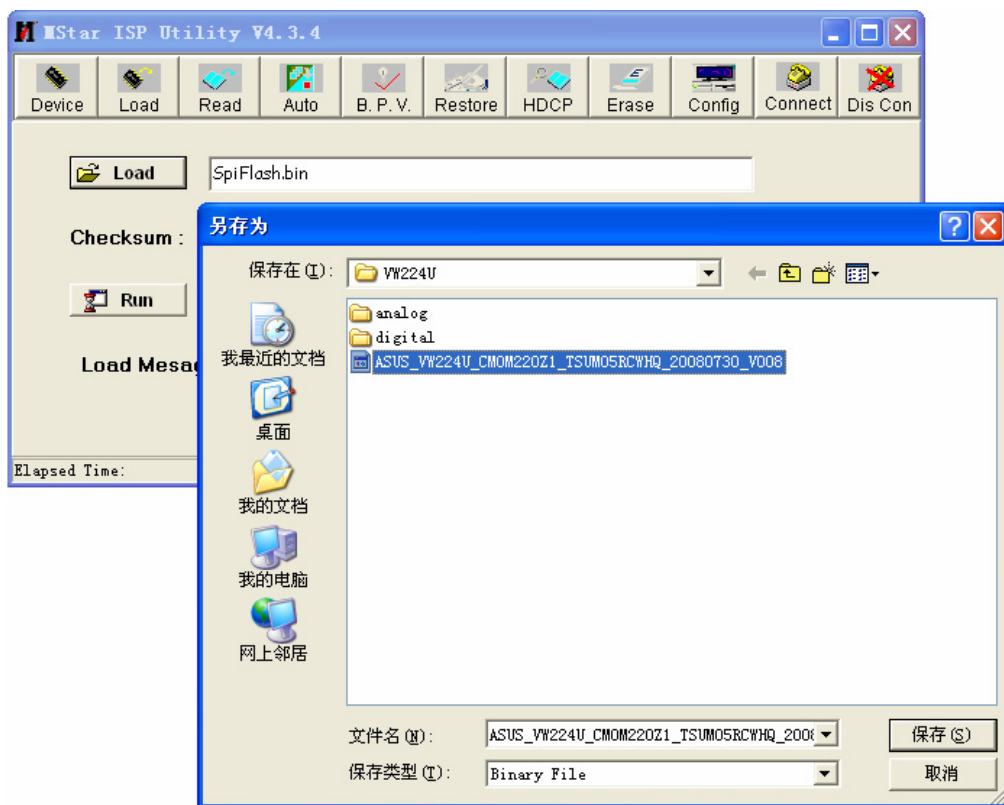 MStar ISP Utility V4.3.4
Device Load Read Auto B. P. V. Restore HDCP Erase Config Connect Dis Con
Load SpiFlash.bin
Checksum :
Run
Load Mesa
Elapsed Time:
另存为
保存在(I): VW224U
analog
digital
ASUS_VW224U_CMOM220Z1_TSUM05RCWHQ_20080730_V008
我最近的文档
桌面
我的文档
我的电脑
网上邻居
文件名(N): ASUS_VW224U_CMOM220Z1_TSUM05RCWHQ_2008 保存(S)
保存类型(T): Binary File 取消